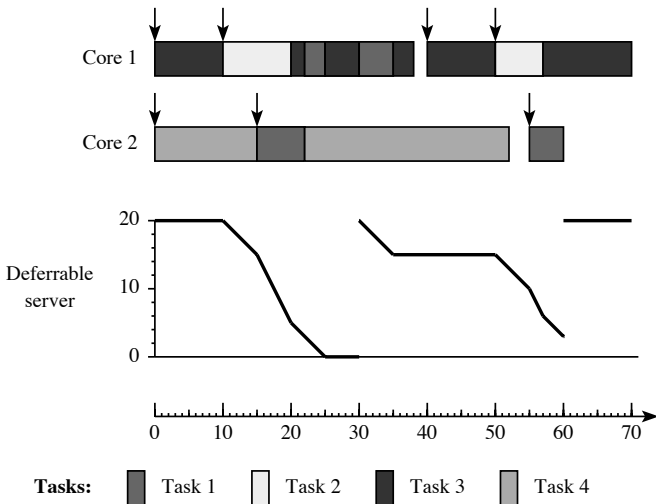 Core 1
Core 2
20
Deferrable
server
10
0
0 10 20 30 40 50 60 70
Tasks: Task 1 Task 2 Task 3 Task 4